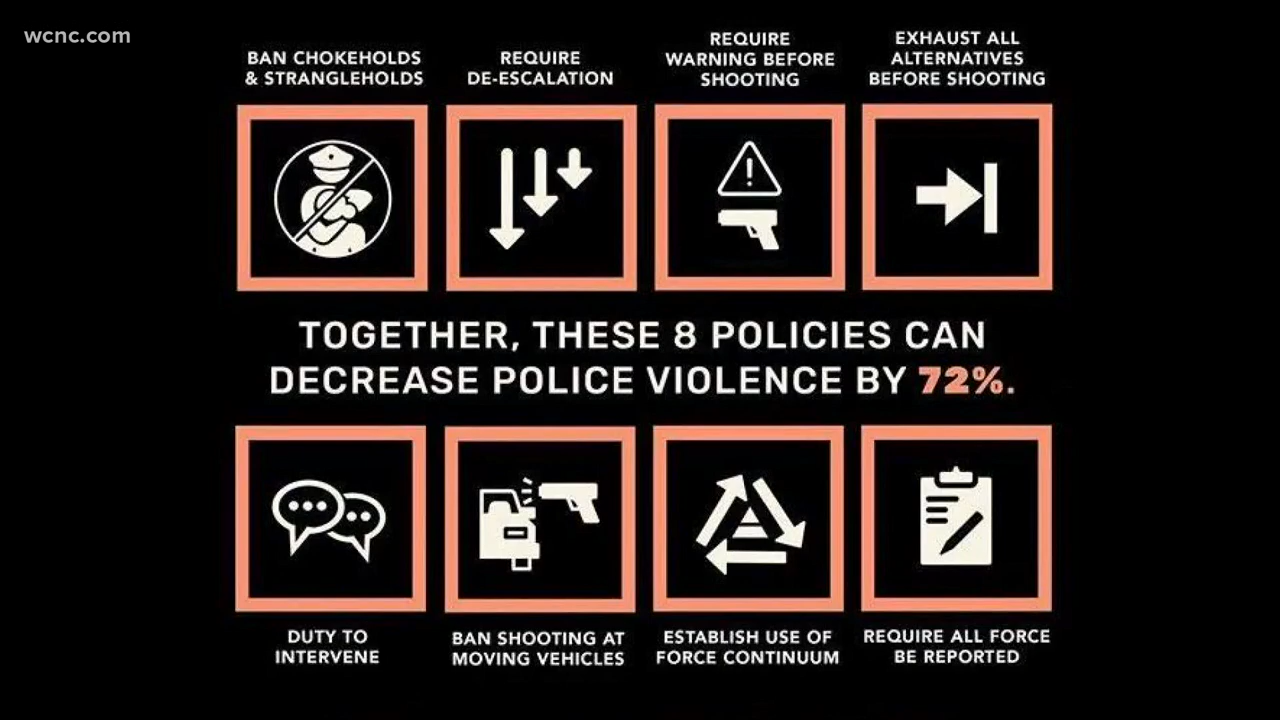 wcnc.com
BAN CHOKEHOLDS
& STRANGLEHOLDS
REQUIRE
DE-ESCALATION
REQUIRE
WARNING BEFORE
SHOOTING
EXHAUST ALL
ALTERNATIVES
BEFORE SHOOTING
TOGETHER, THESE 8 POLICIES CAN
DECREASE POLICE VIOLENCE BY 72%.
DUTY TO
INTERVENE
BAN SHOOTING AT
MOVING VEHICLES
ESTABLISH USE OF
FORCE CONTINUUM
REQUIRE ALL FORCE
BE REPORTED